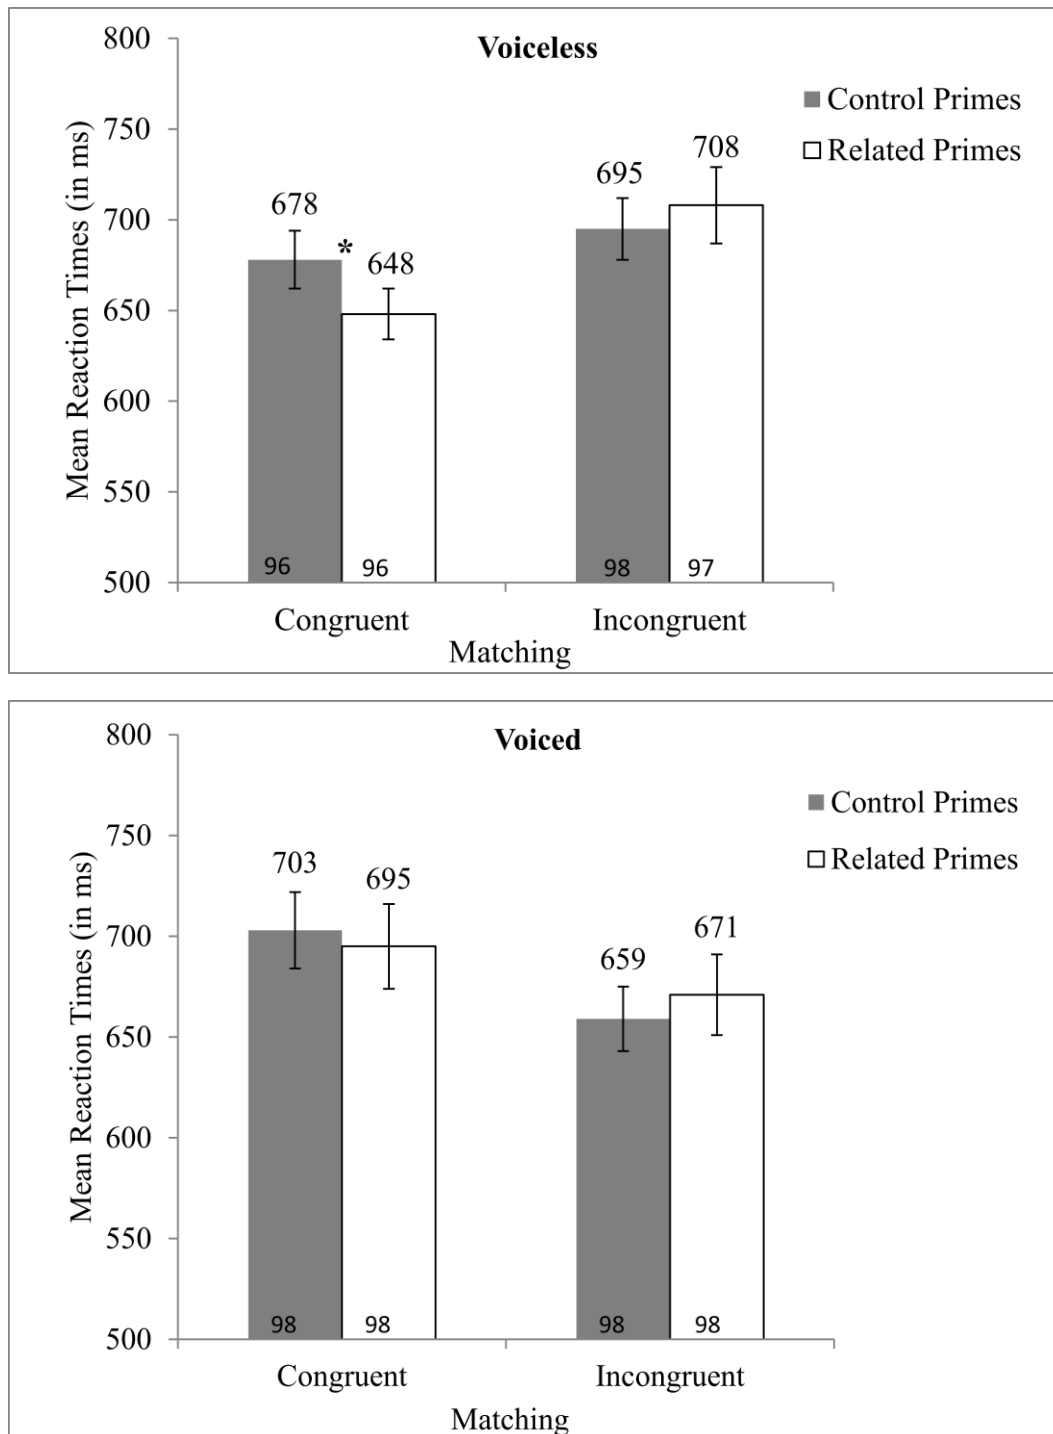 Voiceless
800
750
700
650
600
550
500
Mean Reaction Times (in ms)
Control Primes
Related Primes
678
*
648
695
708
96
96
98
97
Congruent
Incongruent
Matching
Voiced
800
750
700
650
600
550
500
Mean Reaction Times (in ms)
Control Primes
Related Primes
703
695
659
671
98
98
98
98
Congruent
Incongruent
Matching